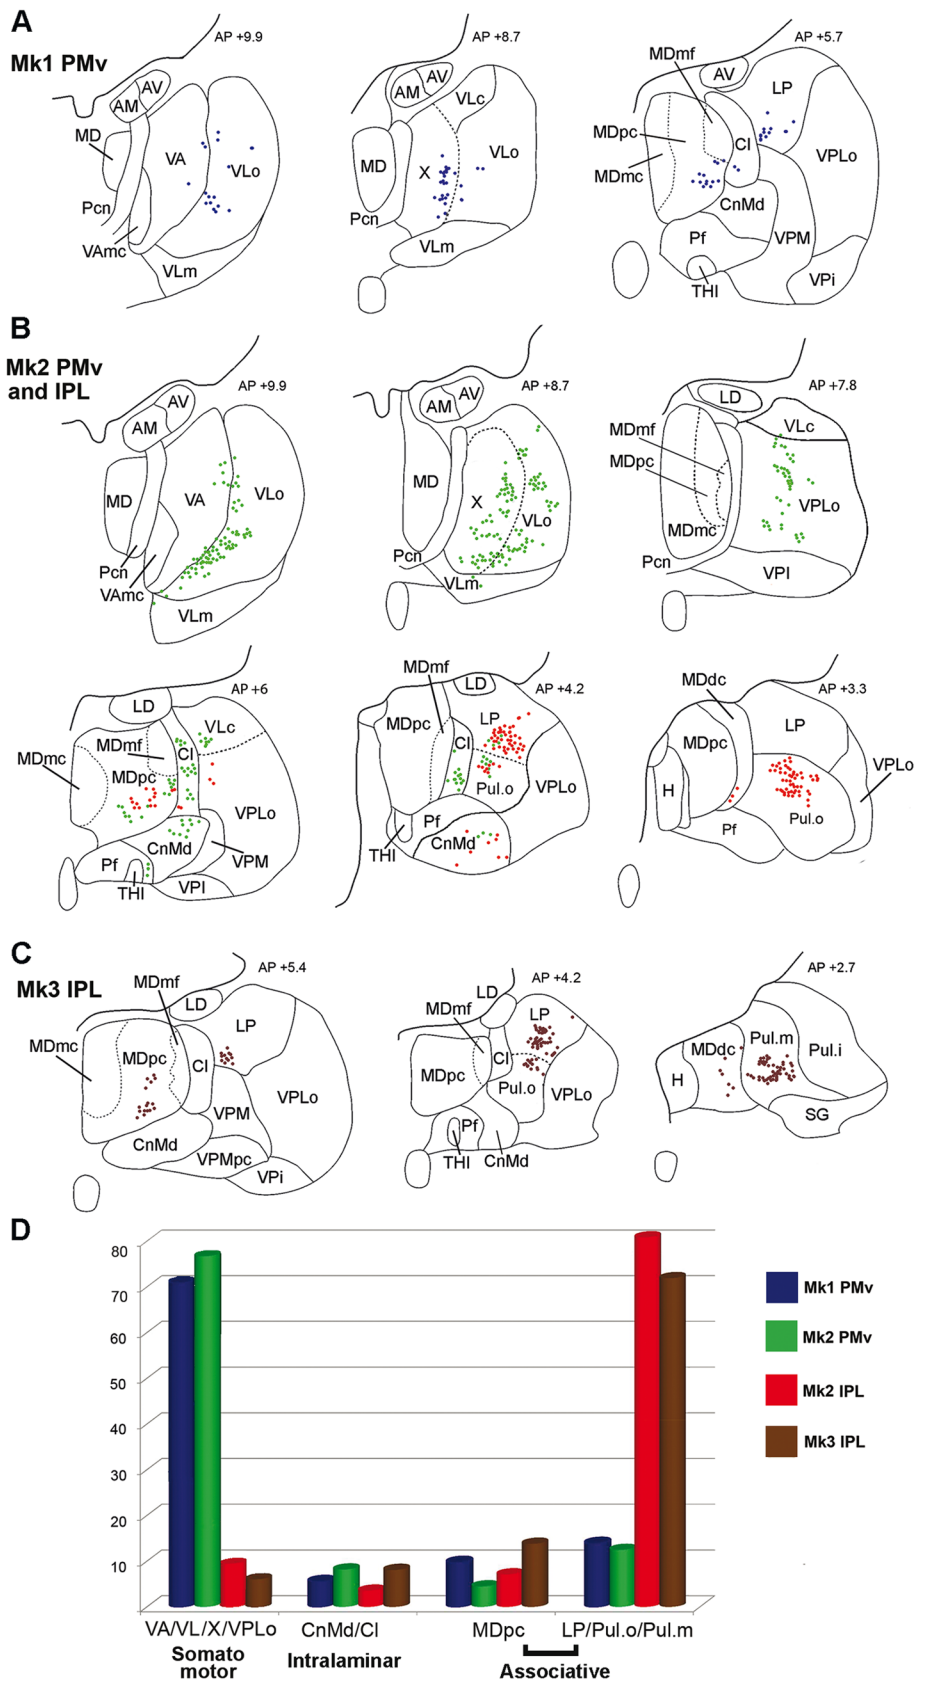 A
Mk1 PMv
AP +9.9
AV
AM
MD
VA
VLo
Pcn
VAmc
VLm
AP +8.7
AV
AM
VLc
MD
X
VLo
Pcn
VLm
AP +5.7
MDmf
AV
LP
MDpc
CI
VPLo
MDmc
CnMd
Pf
VPM
THI
VPi
B
Mk2 PMv
and IPL
AP +9.9
AV
AM
MD
VA
VLo
Pcn
VAmc
VLm
AP +8.7
AV
AM
MD
X
VLo
Pcn
VLm
AP +7.8
LD
MDmf
VLc
MDpc
VPLo
MDmc
Pcn
VPI
AP +6
LD
VLc
MDmf
CI
MDmc
MDpc
VPLo
CnMd
Pf
VPM
THI
VPI
MDmf
AP +4.2
LD
MDpc
LP
CI
Pul.o
VPLo
Pf
CnMd
THI
MDdc
AP +3.3
LP
MDpc
VPLo
H
Pul.o
Pf
C
Mk3 IPL
AP +5.4
MDmf
LD
LP
MDmc
MDpc
CI
VPLo
VPM
CnMd
VPMpc
VPi
AP +4.2
LD
MDmf
LP
CI
MDpc
Pul.o
VPLo
Pf
THI
CnMd
AP +2.7
Pul.m
MDdc
Pul.i
H
SG
D
80
70
60
50
40
30
20
10
Mk1 PMv
Mk2 PMv
Mk2 IPL
Mk3 IPL
VA/VL/X/VPLo
CnMd/CI
MDpc
LP/Pul.o/Pul.m
Somato
motor
Intralaminar
Associative